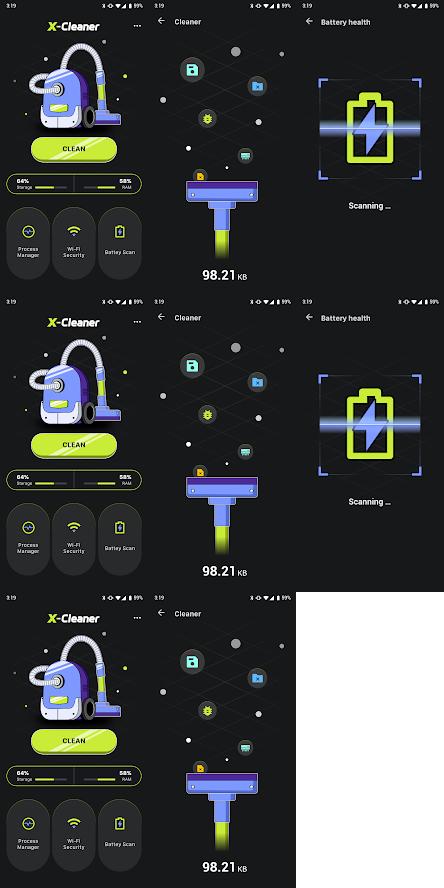 3:19
99%
X-Cleaner
CLEAN
64%
58%
Storage
RAM
Process
Manager
Wi-Fi
Security
Battey Scan
3:19
99%
Cleaner
98.21 KB
3:19
99%
Battery health
Scanning ...
3:19
99%
X-Cleaner
CLEAN
64%
58%
Storage
RAM
Process
Manager
Wi-Fi
Security
Battey Scan
3:19
99%
Cleaner
98.21 KB
3:19
99%
Battery health
Scanning ...
3:19
99%
X-Cleaner
CLEAN
64%
58%
Storage
RAM
Process
Manager
Wi-Fi
Security
Battey Scan
3:19
99%
Cleaner
98.21 KB